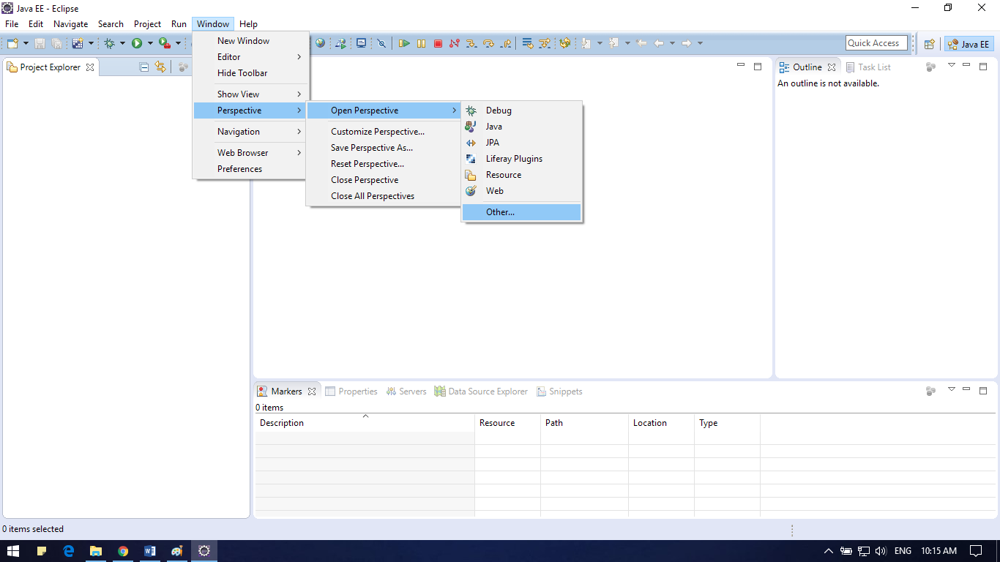 Java EE - Eclipse
File Edit Navigate Search Project Run Window Help
Quick Access
Java EE
Project Explorer
New Window
Editor
Hide Toolbar
Show View
Perspective
Navigation
Web Browser
Preferences
Open Perspective
Customize Perspective...
Save Perspective As...
Reset Perspective...
Close Perspective
Close All Perspectives
Debug
Java
JPA
Liferay Plugins
Resource
Web
Other...
Outline Task List
An outline is not available.
Markers Properties Servers Data Source Explorer Snippets
0 items
Description Resource Path Location Type
0 items selected
ENG 10:15 AM